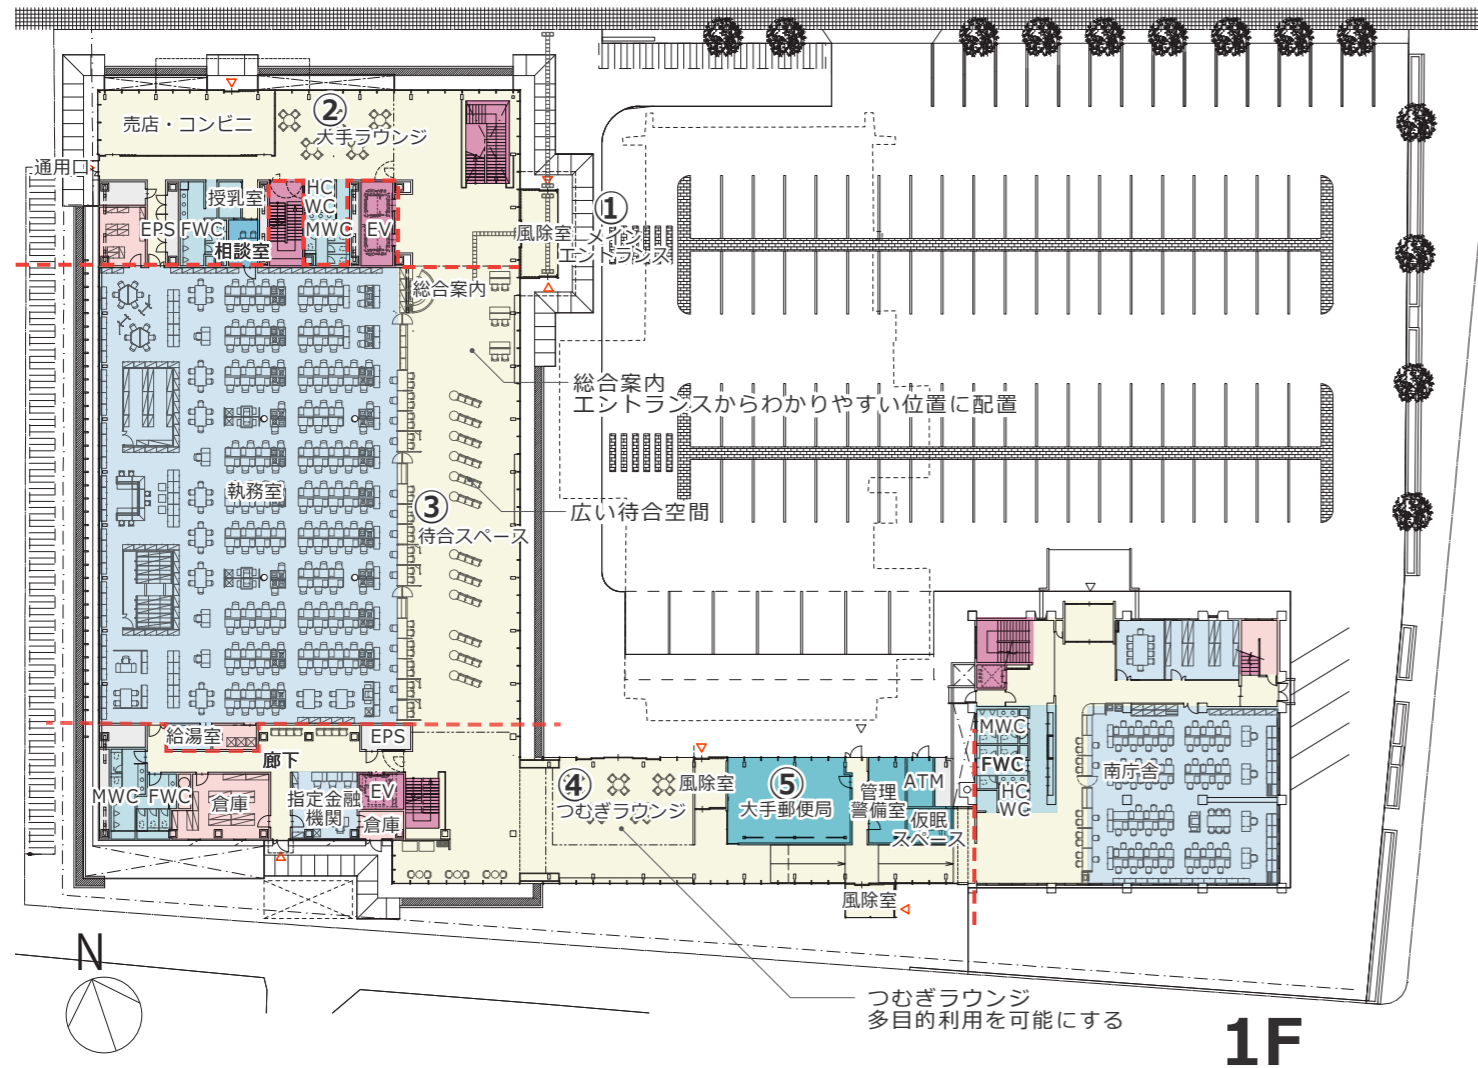 売店・コンビニ
②
大手ラウンジ
通用口
EPS
FWC
授乳室
相談室
HC
WC
MWC
EV
風除室
①
メイン
エントランス
総合案内
総合案内
エントランスからわかりやすい位置に配置
執務室
③
待合スペース
広い待合空間
給湯室
EPS
廊下
MWC
FWC
倉庫
指定金融
機関
EV
倉庫
④
つむぎラウンジ
風除室
⑤
大手郵便局
管理
警備室
ATM
仮眠
スペース
風除室
MWC
FWC
HC
WC
南庁舎
つむぎラウンジ
多目的利用を可能にする
N
1F